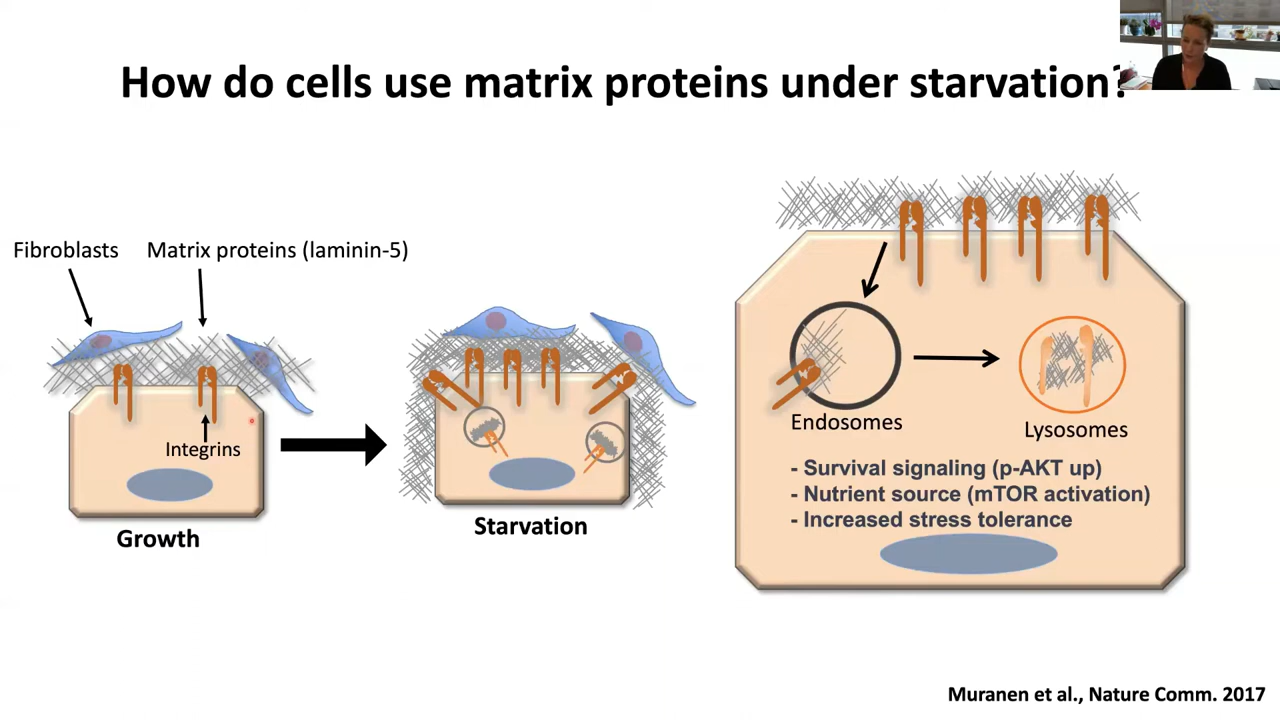 How do cells use matrix proteins under starvation?
Fibroblasts
Matrix proteins (laminin-5)
Integrins
Growth
Starvation
Endosomes
Lysosomes
- Survival signaling (p-AKT up)
- Nutrient source (mTOR activation)
- Increased stress tolerance
Muranen et al., Nature Comm. 2017